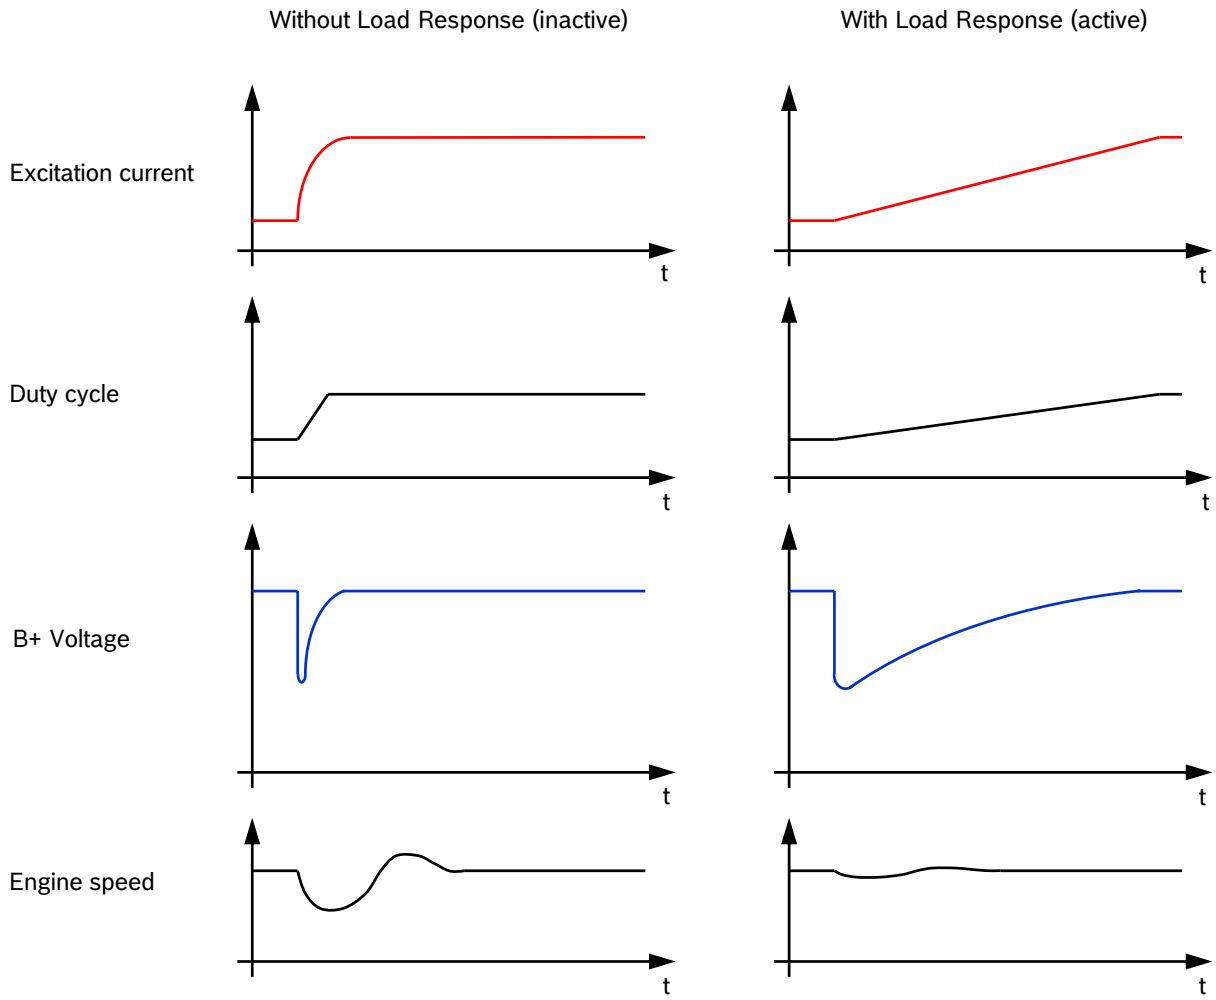 Without Load Response (inactive)
With Load Response (active)
Excitation current
t
t
Duty cycle
t
t
B+ Voltage
t
t
Engine speed
t
t